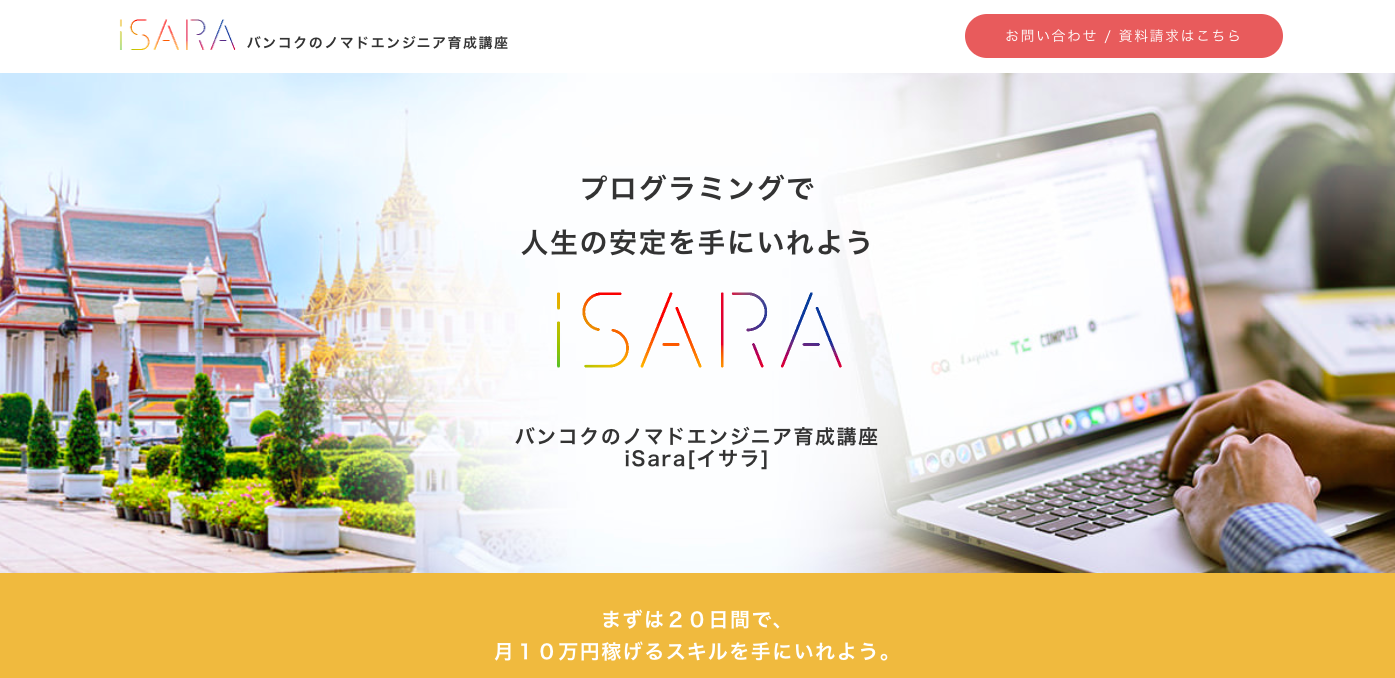 iSARA バンコクのノマドエンジニア育成講座
お問い合わせ / 資料請求はこちら
プログラミングで
人生の安定を手にいれよう
iSARA
バンコクのノマドエンジニア育成講座
iSara[イサラ]
GQ Esquire TC COMPLEX
まずは２０日間で、
月１０万円稼げるスキルを手にいれよう。